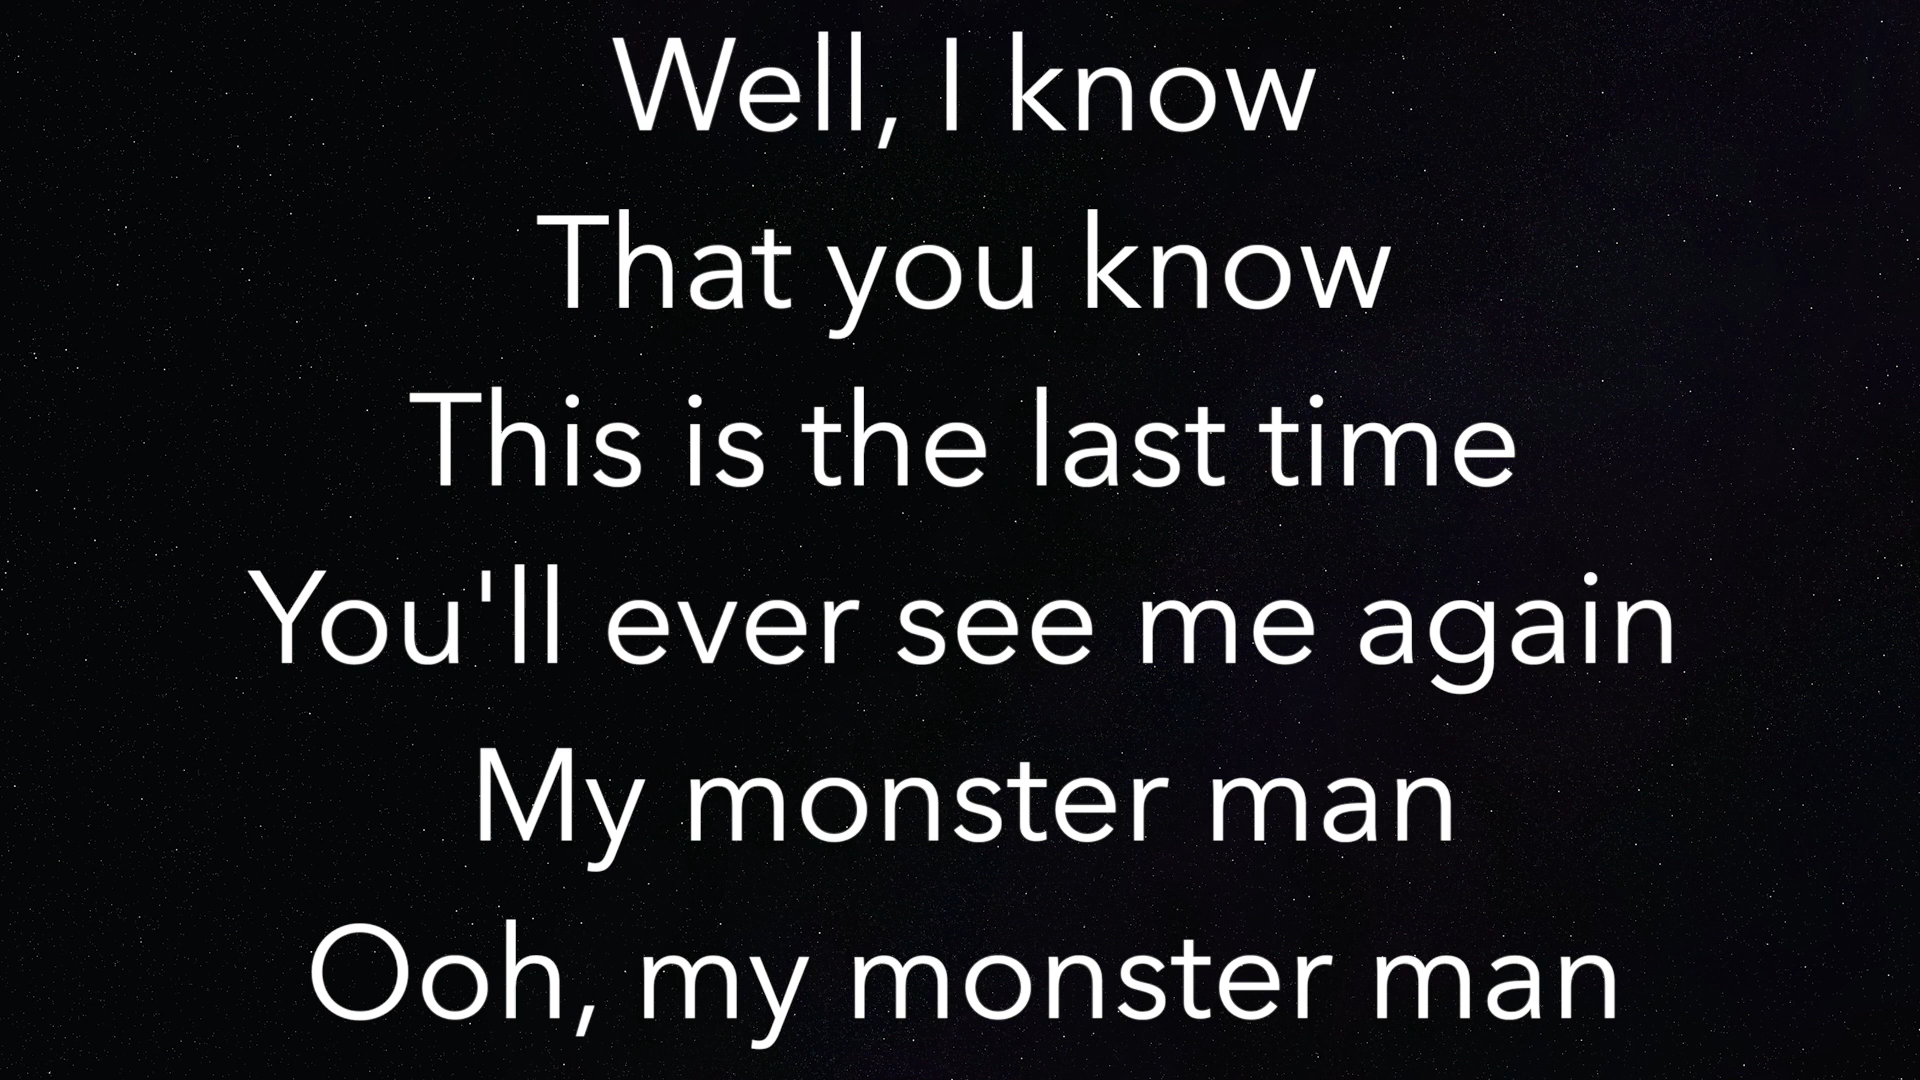 Well, I know
That you know
This is the last time
You'll ever see me again
My monster man
Ooh, my monster man